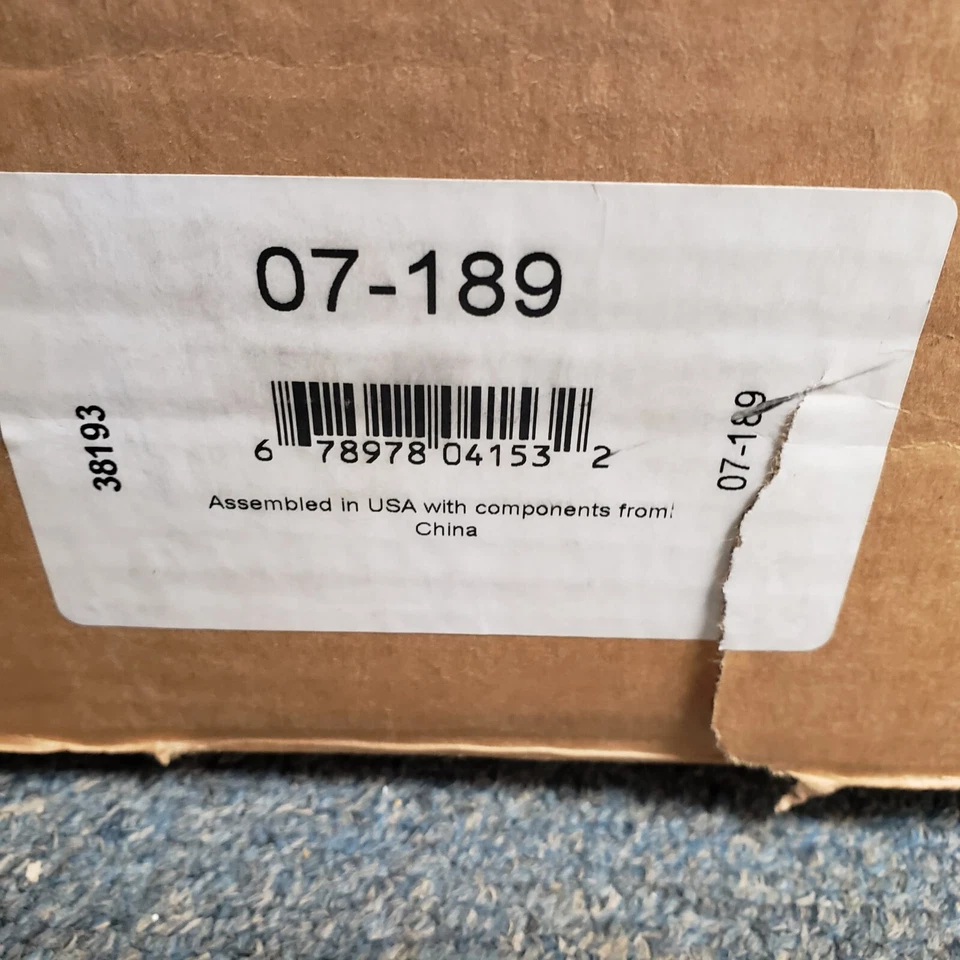 07-189
38193
6 78978 04153 2
07-189
Assembled in USA with components from
China